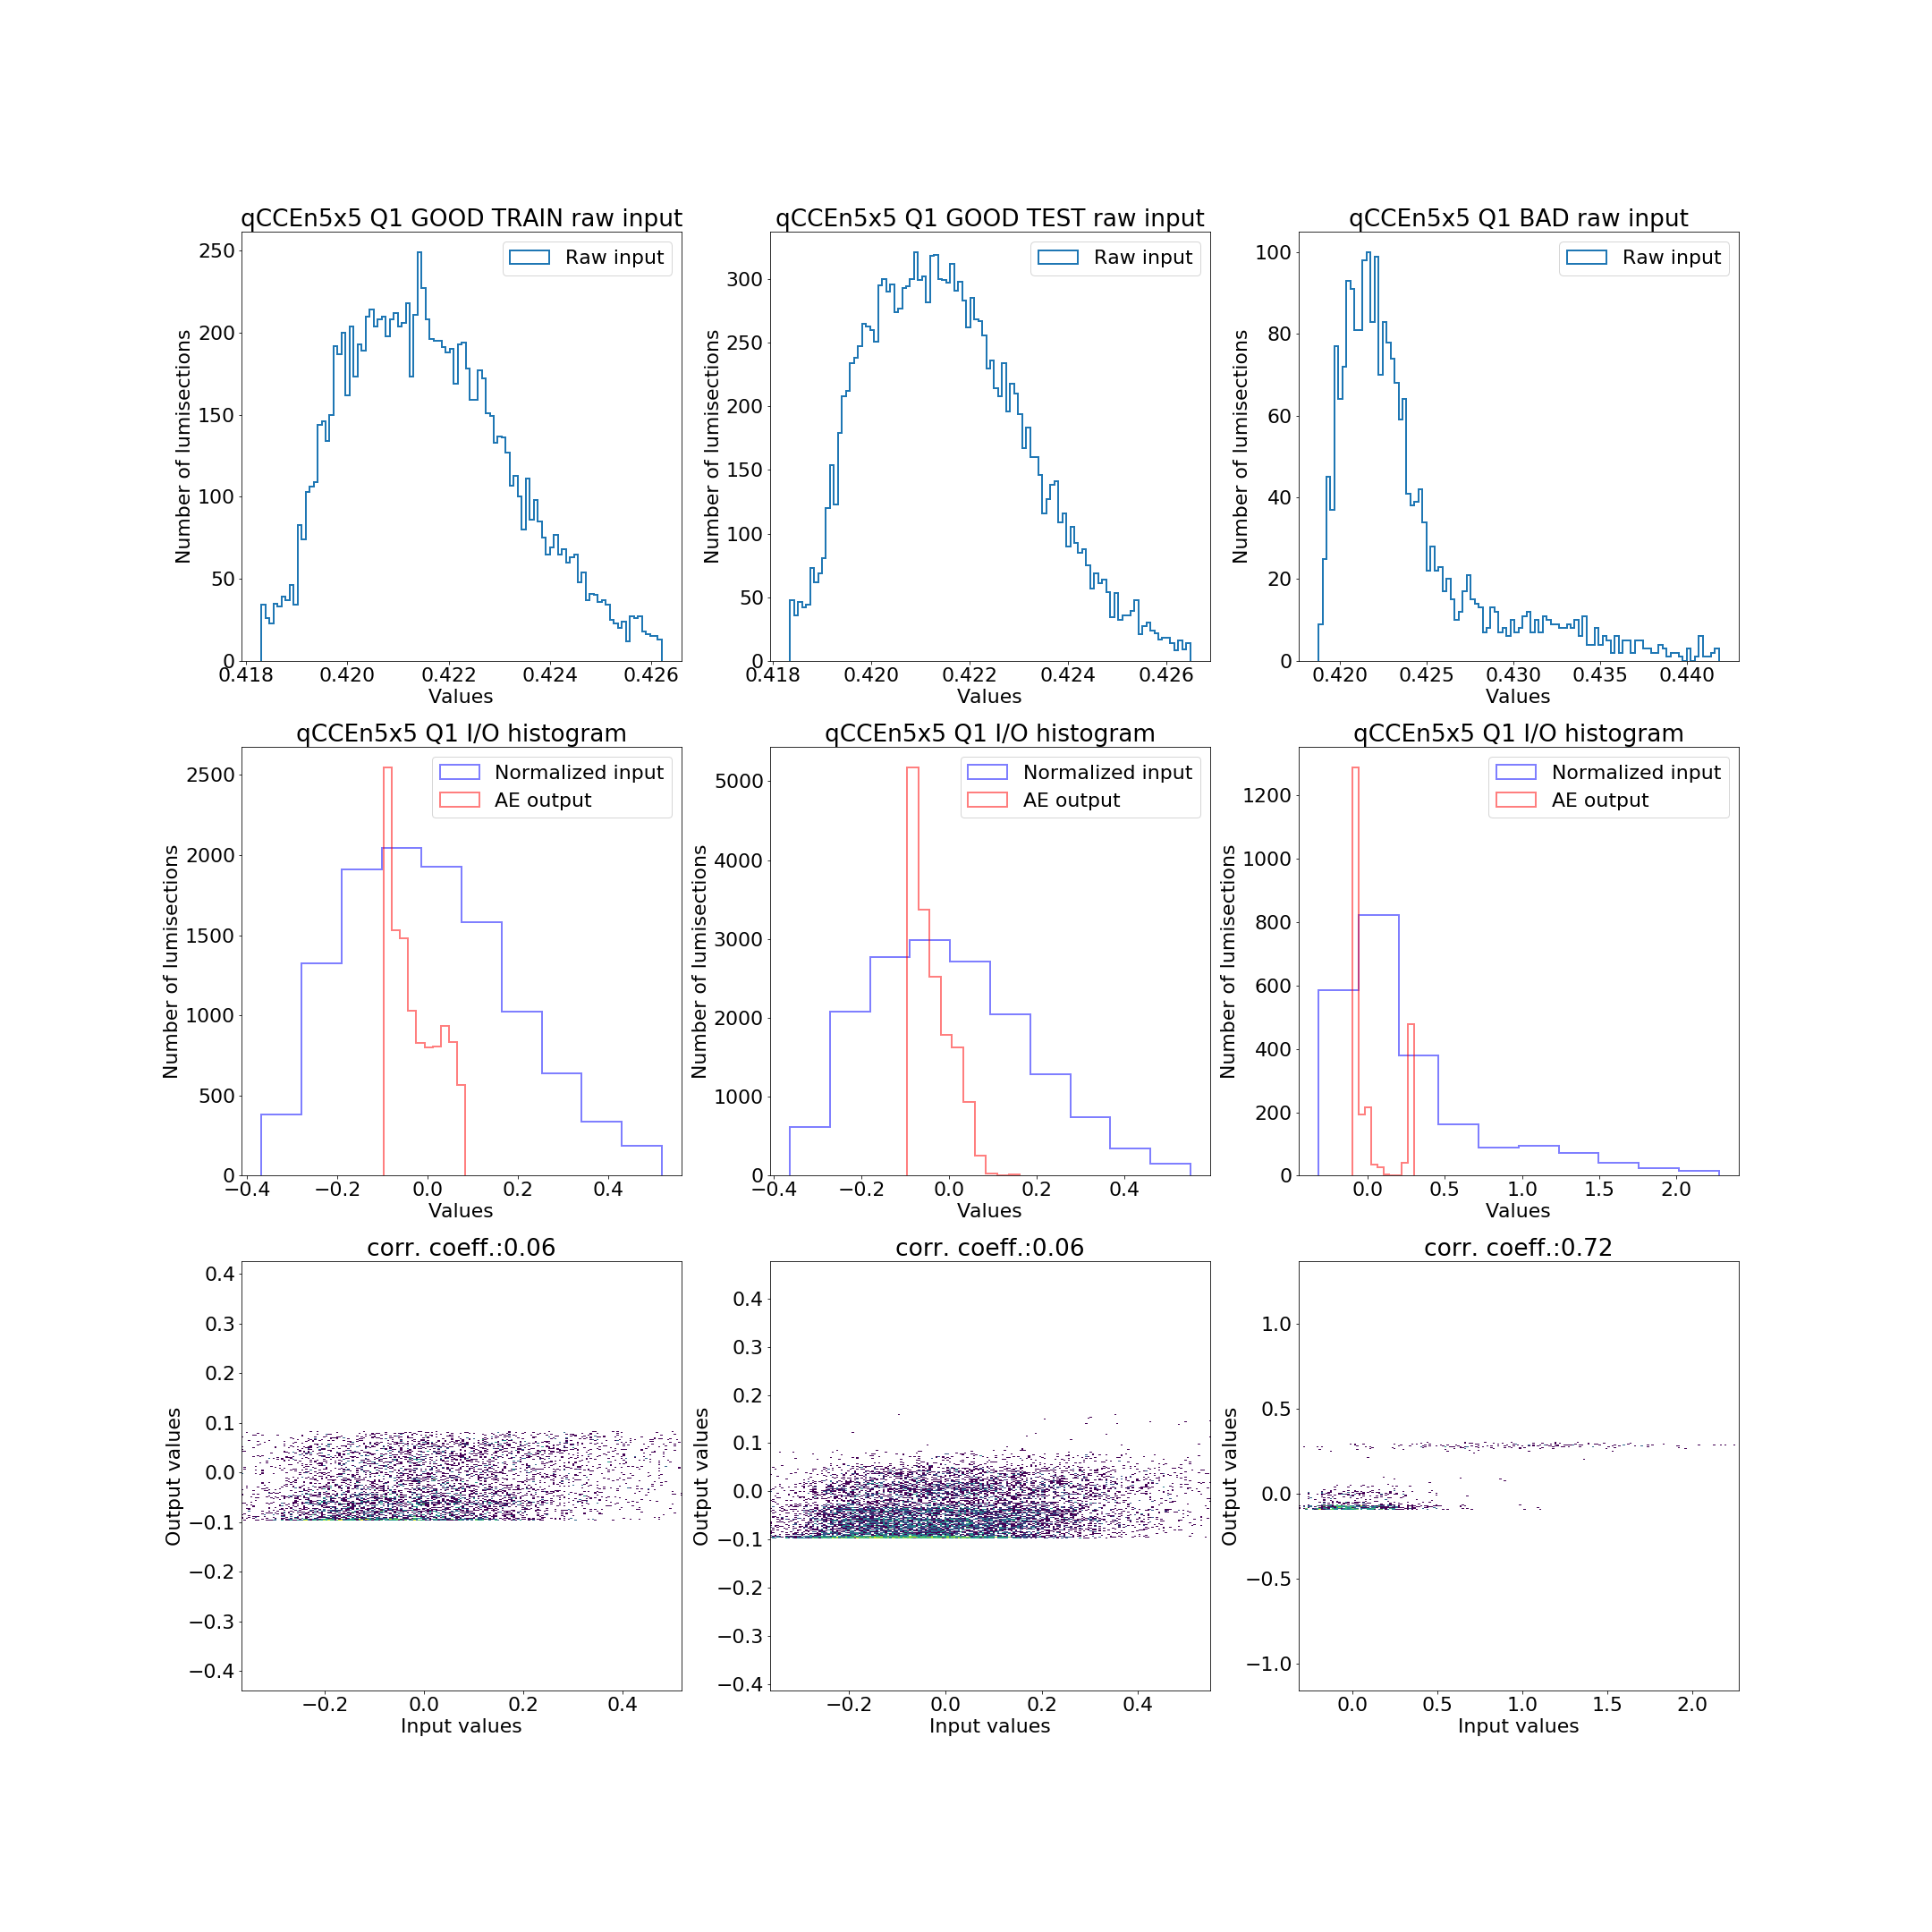 qCCEn5x5 Q1 GOOD TRAIN raw input
Number of lumisections
250
200
150
100
50
0
Raw input
0.418 0.420 0.422 0.424 0.426
Values
qCCEn5x5 Q1 GOOD TEST raw input
Number of lumisections
300
250
200
150
100
50
0
Raw input
0.418 0.420 0.422 0.424 0.426
Values
qCCEn5x5 Q1 BAD raw input
Number of lumisections
100
80
60
40
20
0
Raw input
0.420 0.425 0.430 0.435 0.440
Values
qCCEn5x5 Q1 I/O histogram
Number of lumisections
2500
2000
1500
1000
500
0
Normalized input
AE output
−0.4 −0.2 0.0 0.2 0.4
Values
qCCEn5x5 Q1 I/O histogram
Number of lumisections
5000
4000
3000
2000
1000
0
Normalized input
AE output
−0.4 −0.2 0.0 0.2 0.4
Values
qCCEn5x5 Q1 I/O histogram
Number of lumisections
1200
1000
800
600
400
200
0
Normalized input
AE output
0.0 0.5 1.0 1.5 2.0
Values
corr. coeff.:0.06
Output values
0.4
0.3
0.2
0.1
0.0
−0.1
−0.2
−0.3
−0.4
−0.2 0.0 0.2 0.4
Input values
corr. coeff.:0.06
Output values
0.4
0.3
0.2
0.1
0.0
−0.1
−0.2
−0.3
−0.4
−0.2 0.0 0.2 0.4
Input values
corr. coeff.:0.72
Output values
1.0
0.5
0.0
−0.5
−1.0
0.0 0.5 1.0 1.5 2.0
Input values